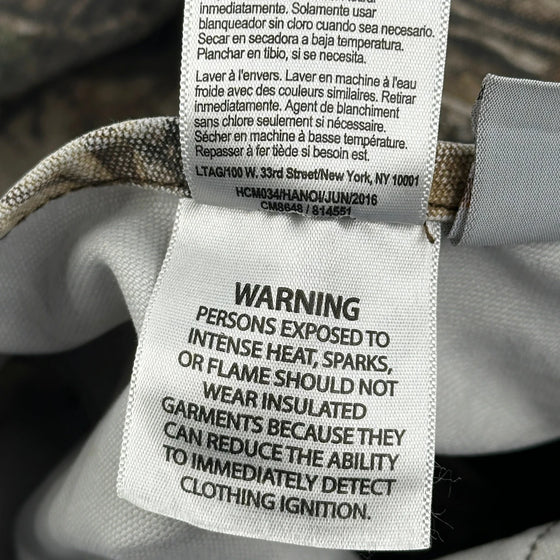 inmediatamente. Solamente usar
blanqueador sin cloro cuando sea necesario.
Secar en secadora a baja temperatura.
Planchar en tibio, si se necesita.
Laver à l'envers. Laver en machine à l'eau
froide avec des couleurs similaires. Retirer
immédiatement. Agent de blanchiment
sans chlore seulement si nécessaire.
Sécher en machine à basse température.
Repasser à fer tiède si besoin est.
LTAG/100 W. 33rd Street/New York, NY 10001
HCM034/HANOI/JUN/2016
CM8648 / 814551
WARNING
PERSONS EXPOSED TO
INTENSE HEAT, SPARKS,
OR FLAME SHOULD NOT
WEAR INSULATED
GARMENTS BECAUSE THEY
CAN REDUCE THE ABILITY
TO IMMEDIATELY DETECT
CLOTHING IGNITION.